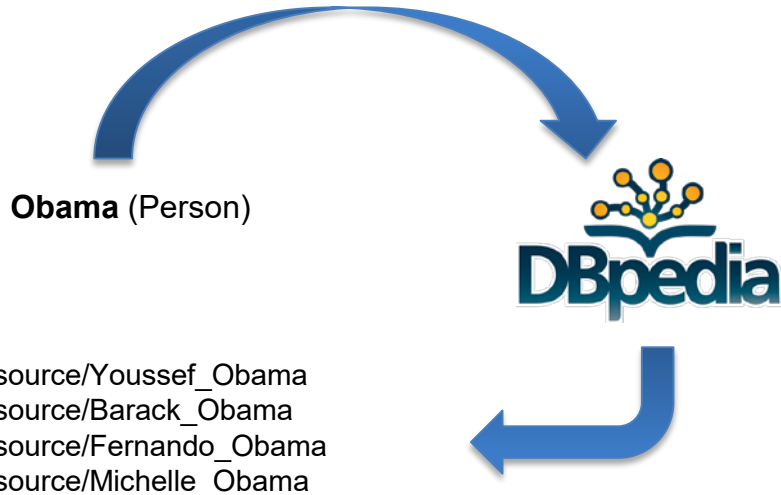 Obama (Person)
DBpedia
source/Youssef_Obama
source/Barack_Obama
source/Fernando_Obama
source/Michelle_Obama